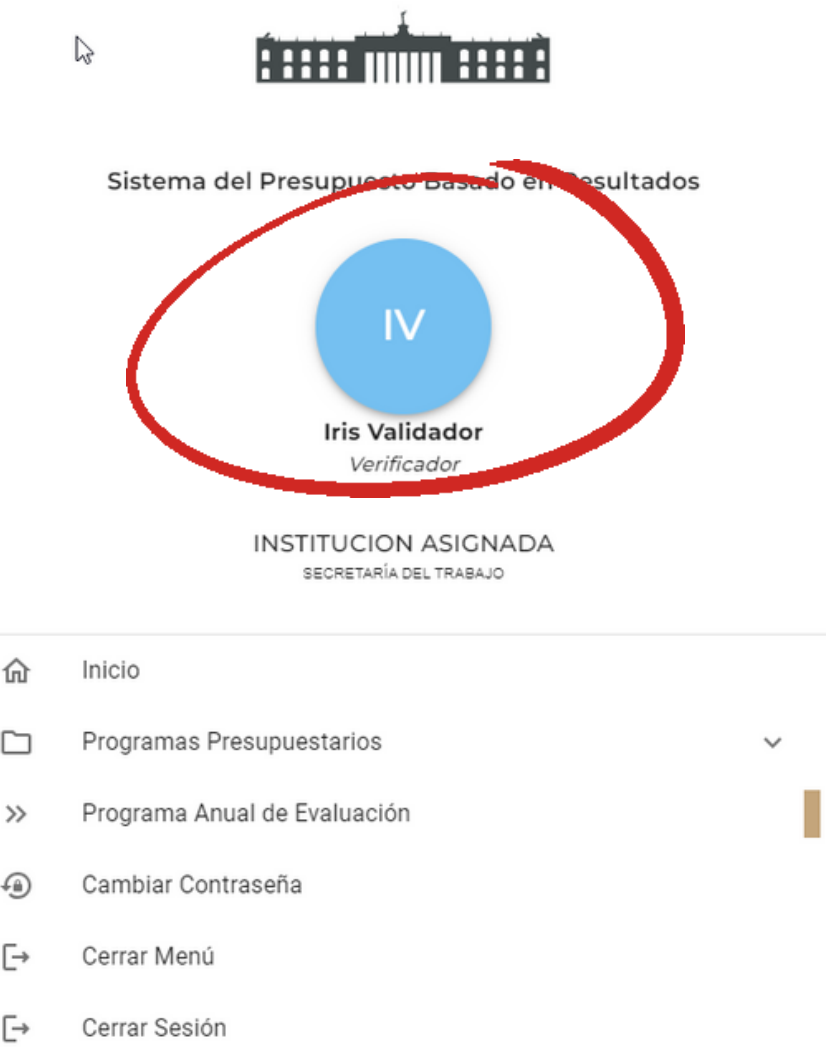 Sistema del Presupuesto Basado en Resultados
IV
Iris Validador
Verificador
INSTITUCION ASIGNADA
SECRETARÍA DEL TRABAJO
Inicio
Programas Presupuestarios
Programa Anual de Evaluación
Cambiar Contraseña
Cerrar Menú
Cerrar Sesión